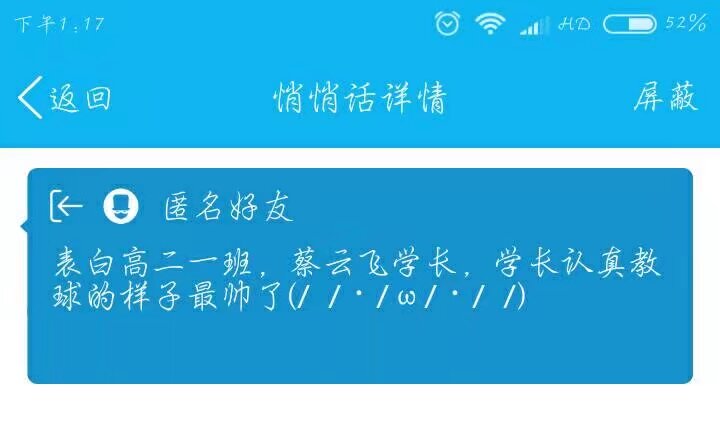 下午1:17 HD 52%
返回 悄悄话详情 屏蔽
匿名好友
表白高二一班，蔡云飞学长，学长认真教
球的样子最帅了(/ /·/ω/·/ /)